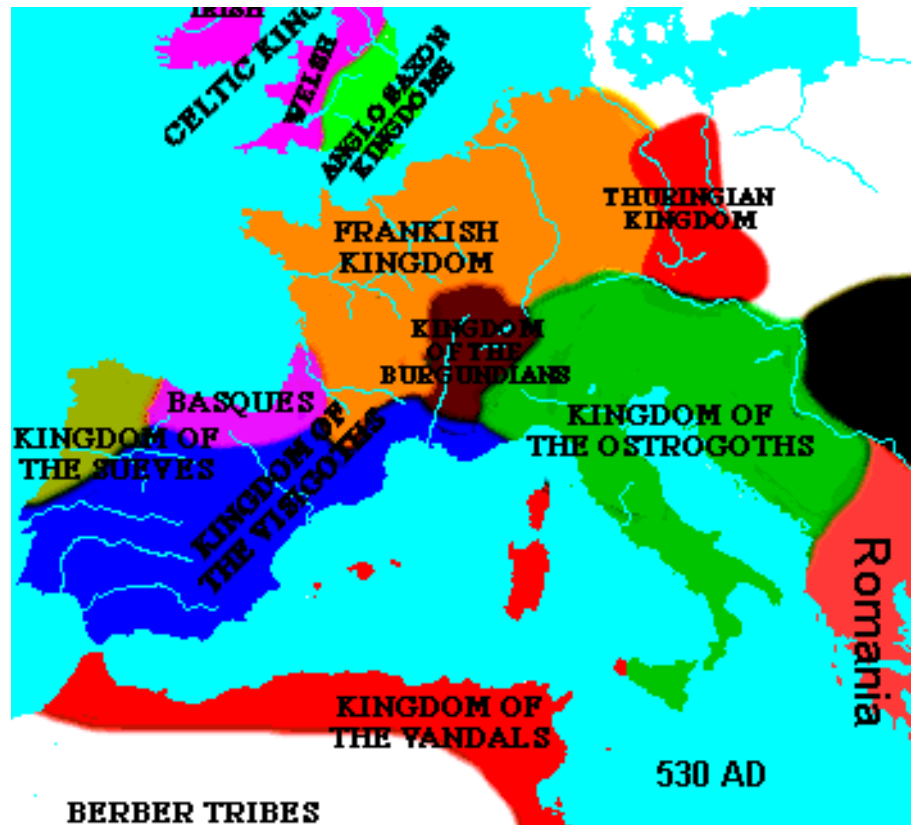 IRISH
CELTIC KING
WELSH
ANGLO SAXON
KINGDOMS
THURINGIAN
KINGDOM
FRANKISH
KINGDOM
KINGDOM
OF THE
BURGUNDIANS
BASQUES
KINGDOM OF
THE SUEVES
KINGDOM OF
THE VISIGOTHS
KINGDOM OF
THE OSTROGOTHS
Romania
KINGDOM OF
THE VANDALS
530 AD
BERBER TRIBES